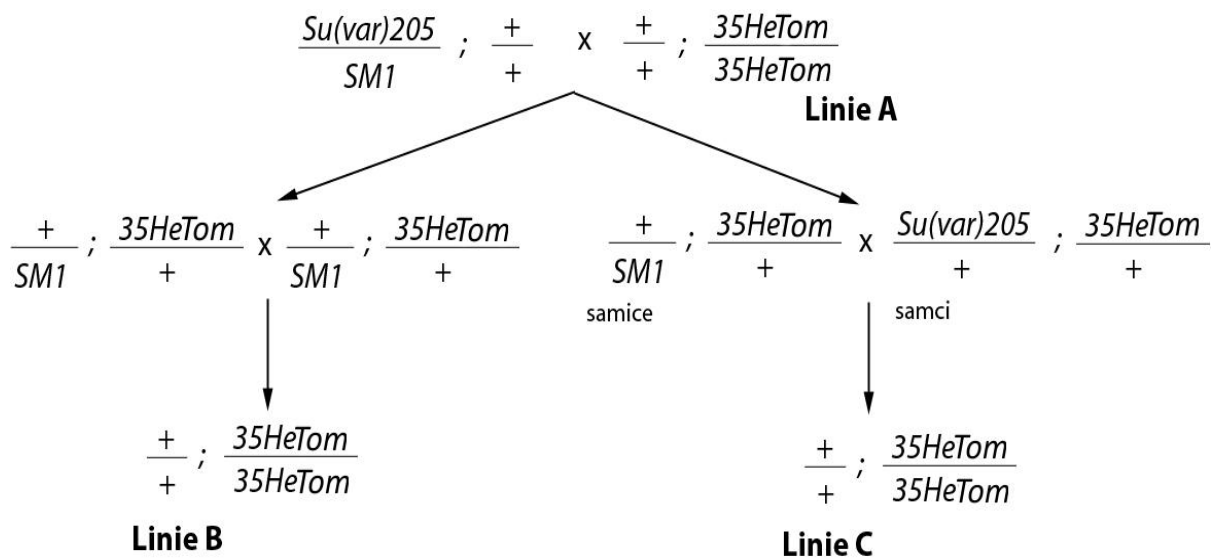 Su(var)205 ; + x + ; 35HeTom
SM1 + + 35HeTom
Linie A
+ ; 35HeTom x + ; 35HeTom
SM1 + SM1 +
+ ; 35HeTom x Su(var)205 ; 35HeTom
SM1 + + +
samice samci
+ ; 35HeTom
+ 35HeTom
Linie B
+ ; 35HeTom
+ 35HeTom
Linie C